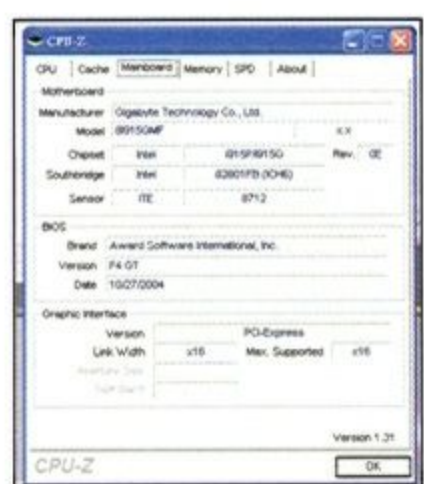 CPU-Z
CPU Cache Mainboard Memory SPD About
Motherboard
Manufacturer Gigabyte Technology Co., Ltd.
Model 8I915GMF x.x
Chipset Intel i915P/i915G Rev. 0E
Southbridge Intel 82801FB (ICH6)
Sensor ITE 8712
BIOS
Brand Award Software International, Inc.
Version F4 GT
Date 10/27/2004
Graphic Interface
Version PCI-Express
Link Width x16 Max. Supported x16
Version 1.31
CPU-Z OK